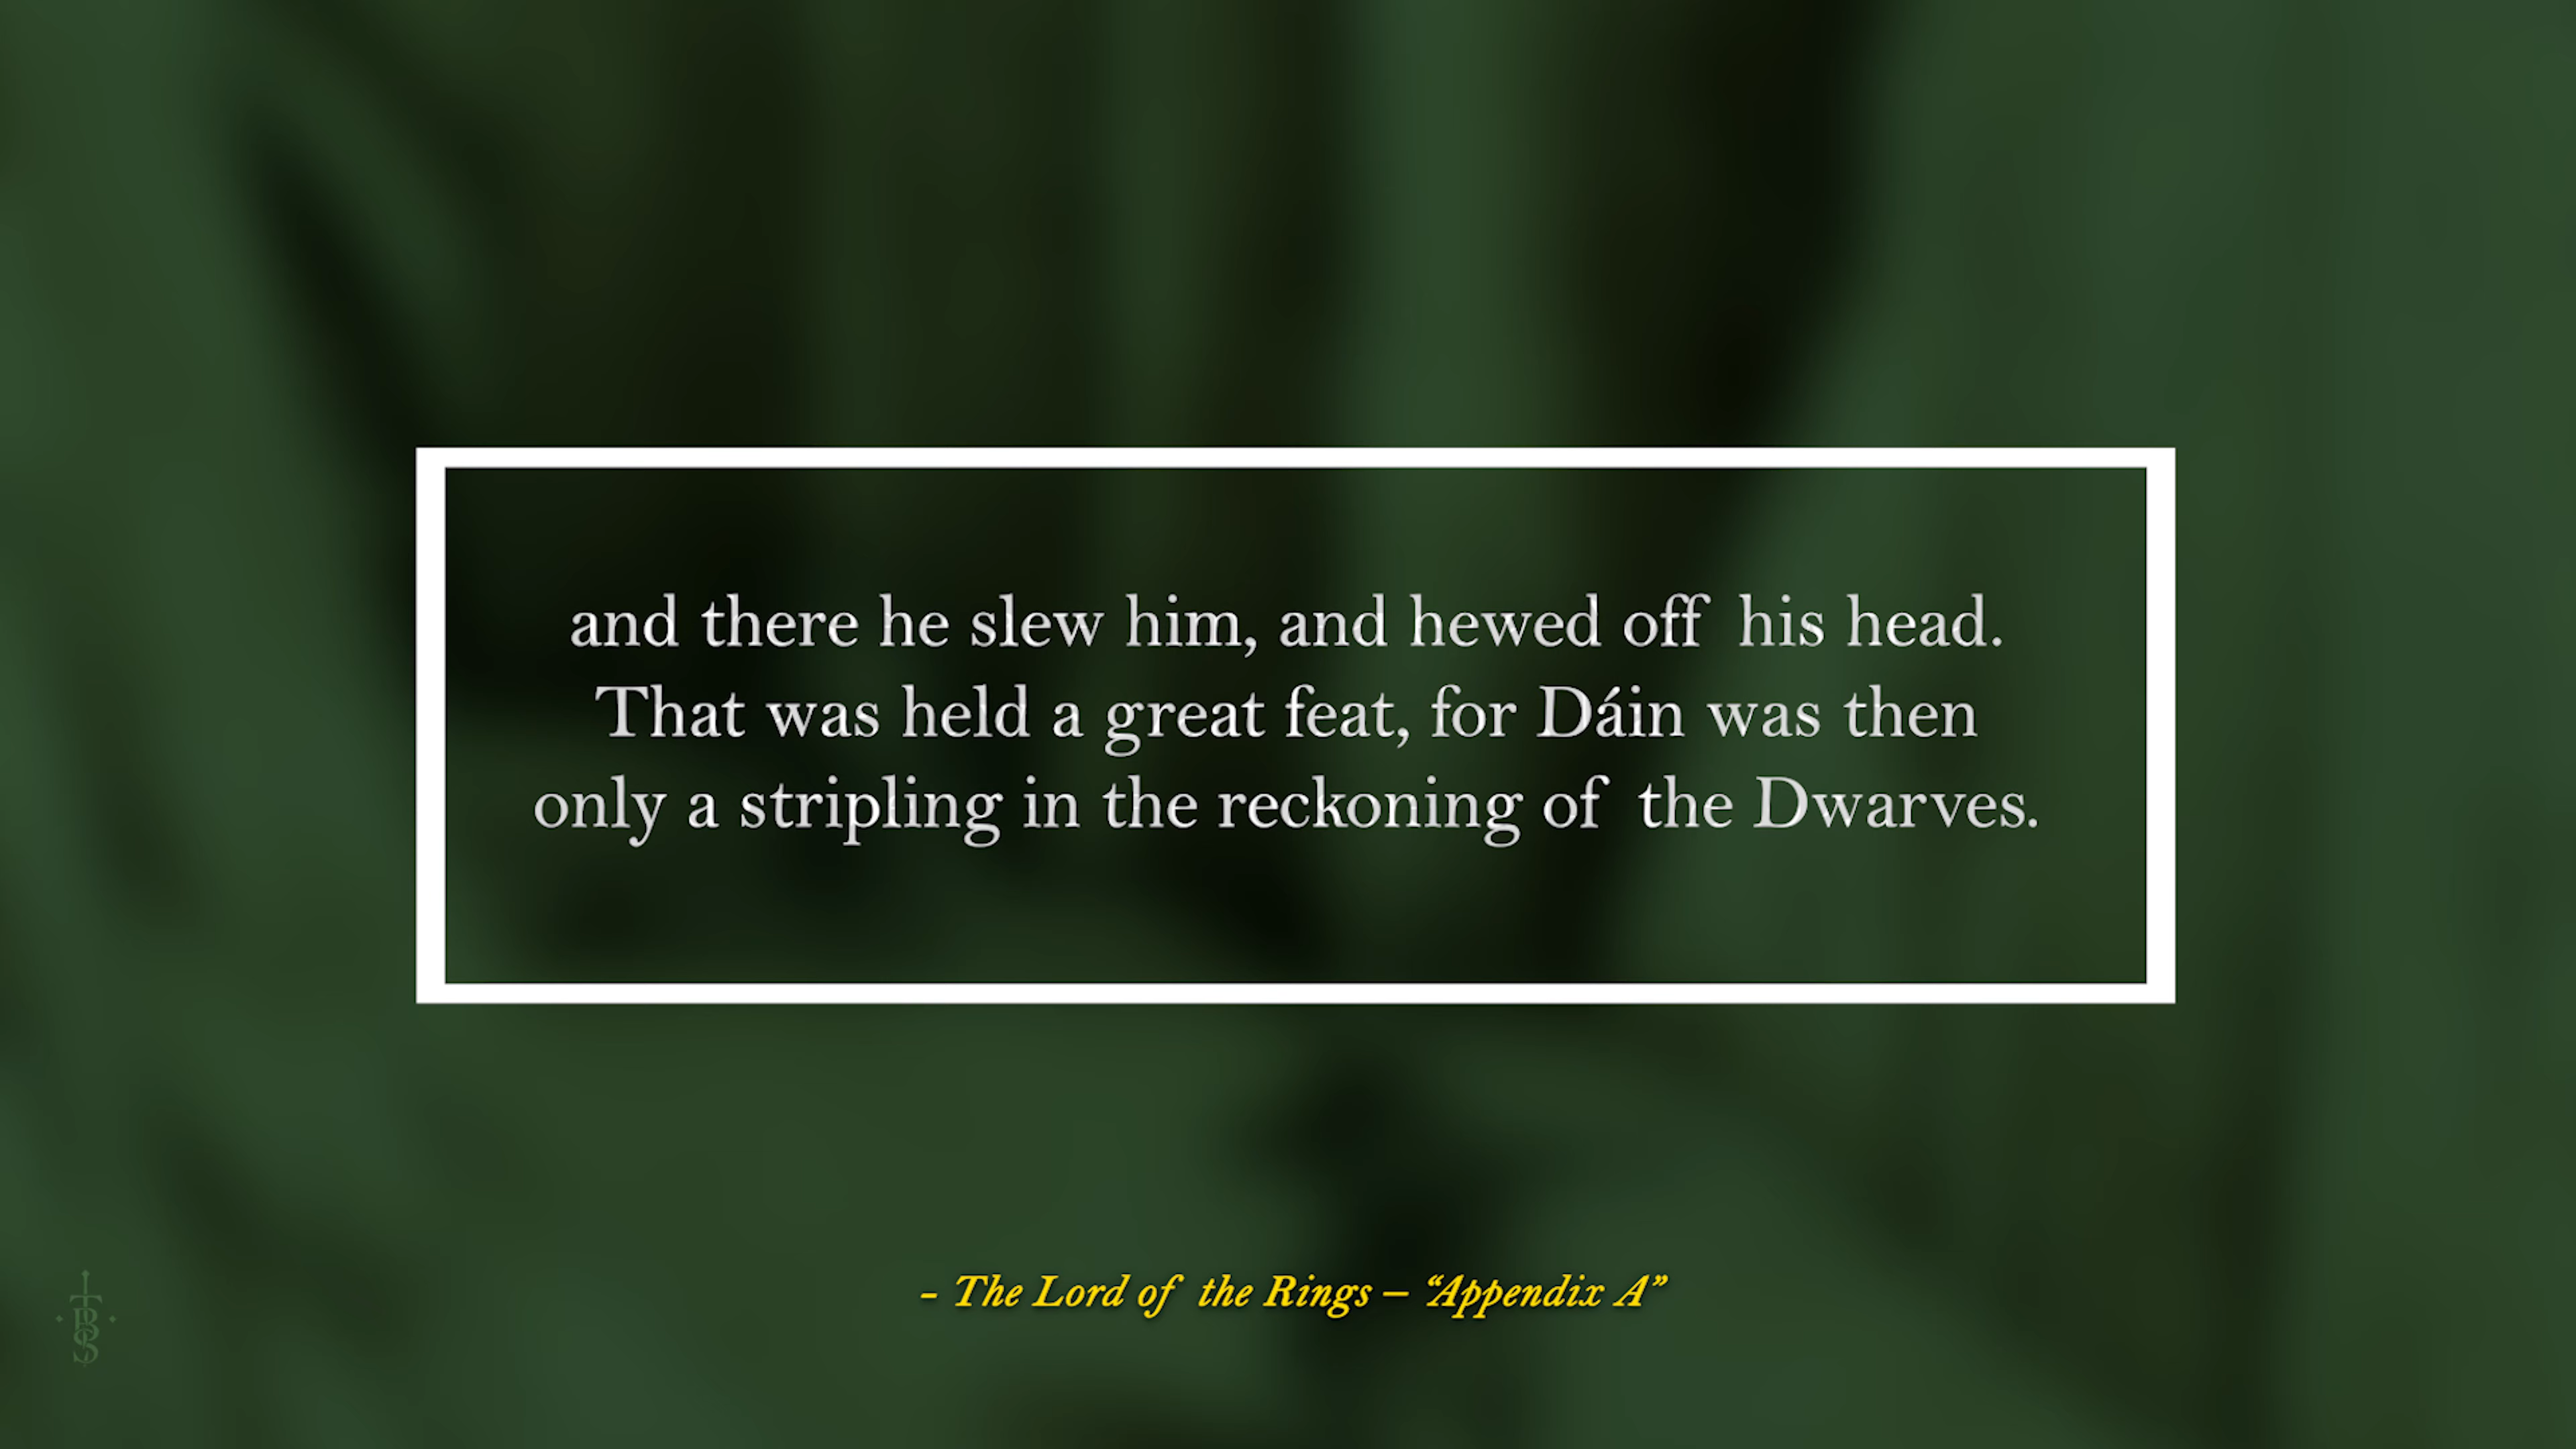 and there he slew him, and hewed off his head.
That was held a great feat, for Dáin was then
only a stripling in the reckoning of the Dwarves.
- The Lord of the Rings – “Appendix A”
TBS